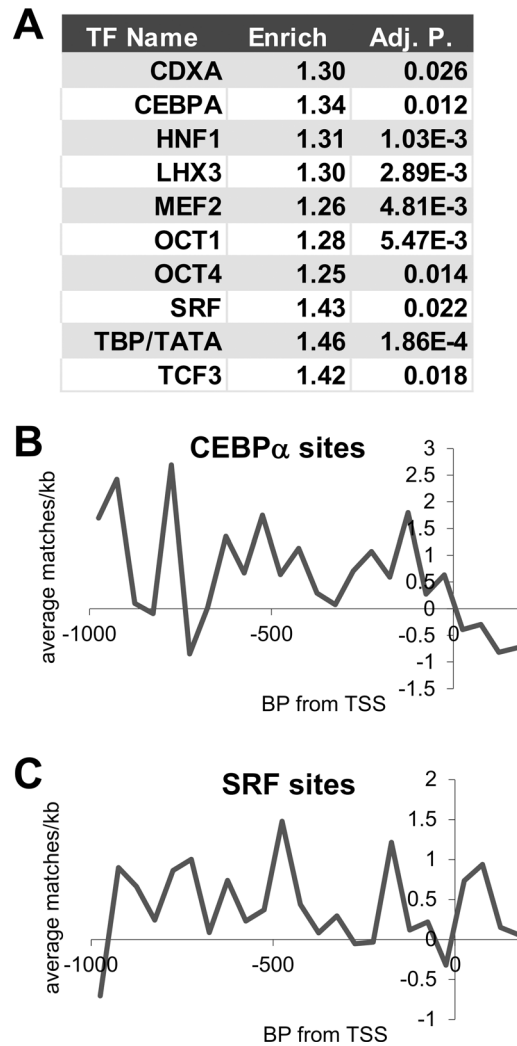 A
TF Name Enrich Adj. P.
CDXA 1.30 0.026
CEBPA 1.34 0.012
HNF1 1.31 1.03E-3
LHX3 1.30 2.89E-3
MEF2 1.26 4.81E-3
OCT1 1.28 5.47E-3
OCT4 1.25 0.014
SRF 1.43 0.022
TBP/TATA 1.46 1.86E-4
TCF3 1.42 0.018
B
CEBPα sites
average matches/kb
3
2.5
2
1.5
1
0.5
0
-0.5
-1
-1.5
-1000 -500 0
BP from TSS
C
SRF sites
average matches/kb
2
1.5
1
0.5
0
-0.5
-1
-1000 -500 0
BP from TSS